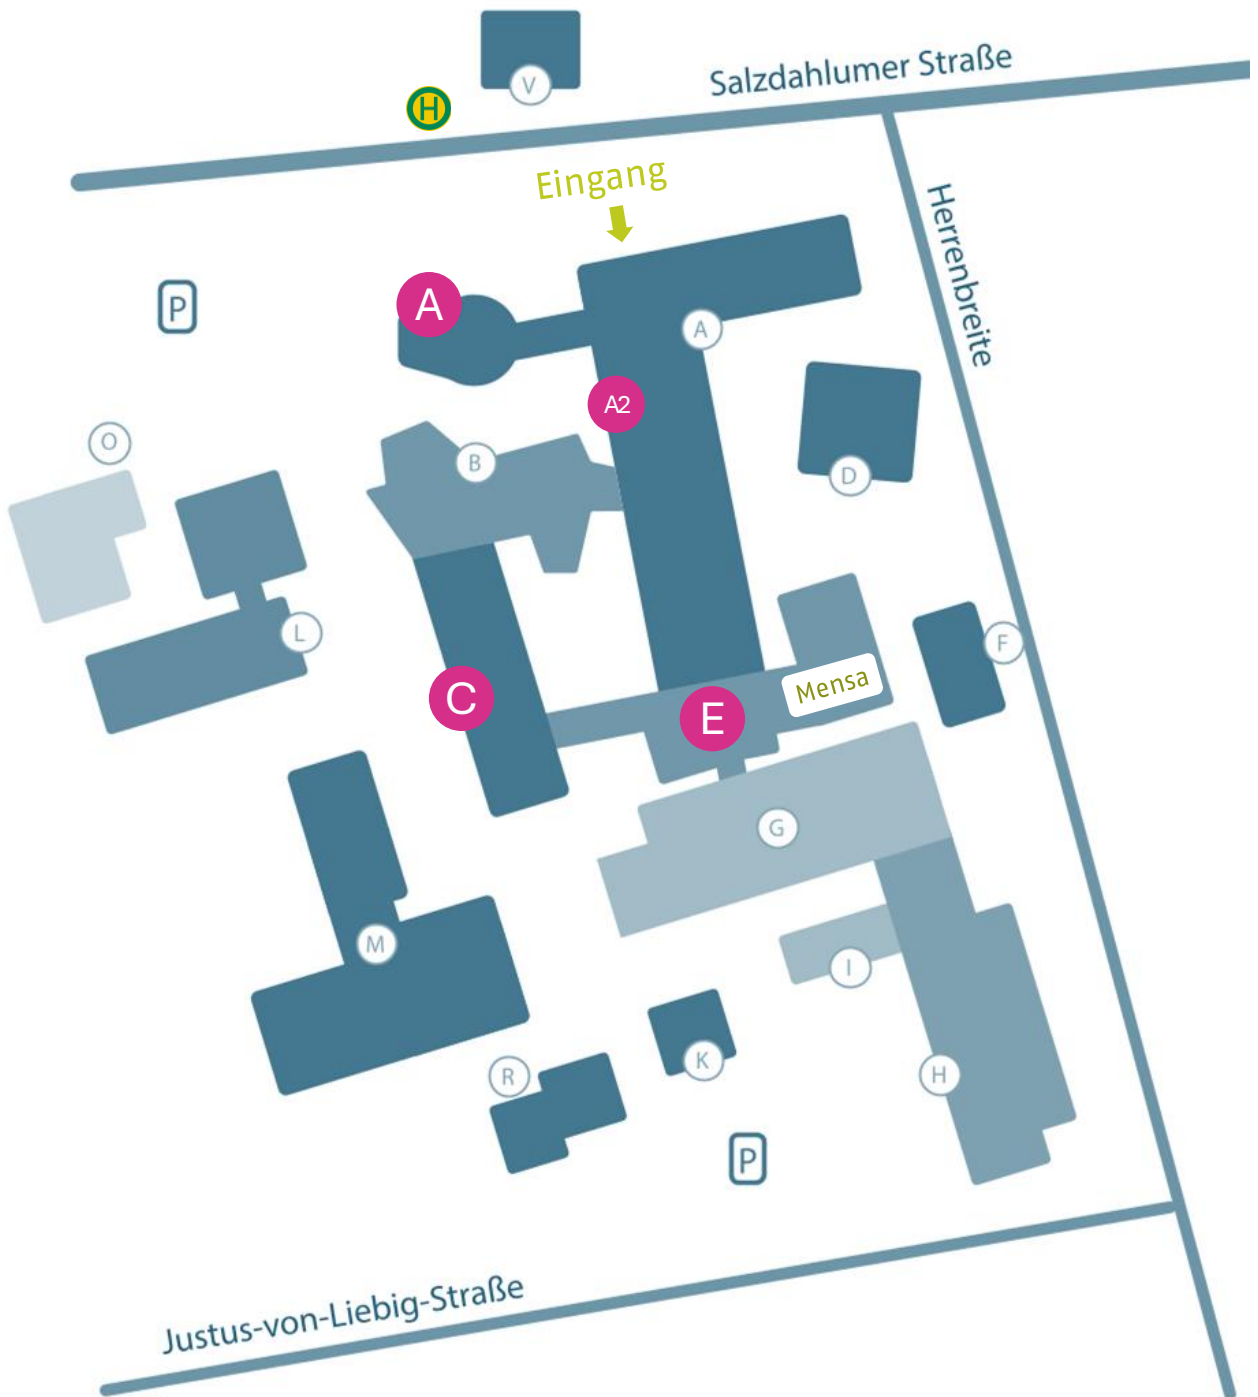 V
Salzdahlumer Straße
H
Eingang
Herrenbreite
A
P
A
A2
O
B
D
L
F
C
Mensa
E
G
M
I
R
K
H
P
Justus-von-Liebig-Straße